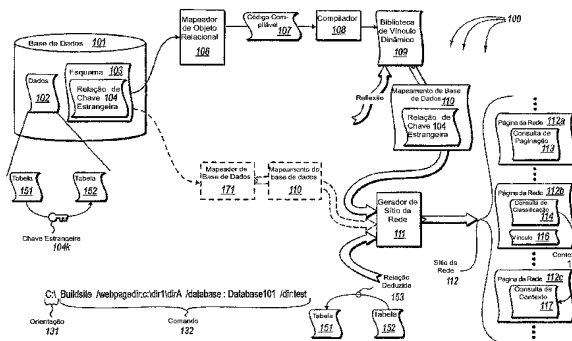 100
Base de Dados 101
Dados
102
Esquema 103
Relação de
Chave 104
Estrangeira
Tabela
151
Tabela
152
Chave Estrangeira
104k
Mapeador
de Objeto
Relacional
108
Código Com-
pilável
107
Compilador
108
Biblioteca
de Vínculo
Dinâmico
109
Reflexão
Mapeamento de Base
de Dados 110
Relação de
Chave 104
Estrangeira
Mapeador de
Base de Dados
171
Mapeamento do
base de dados
110
Gerador de
Sítio da
Rede
111
Sítio da
Rede
112
Relação
Deduzida
153
Tabela
151
Tabela
152
Página da Rede 112a
Consulta de
Paginação
113
Página da Rede 112b
Consulta de
Classificação
114
Vínculo 116
Página da Rede 112c
Consulta de
Contexto
117
C:\ Buildsite /webpagedir:c:\dir1\dirA /database : Database101 /dir:test
Orientação
131
Comando
132